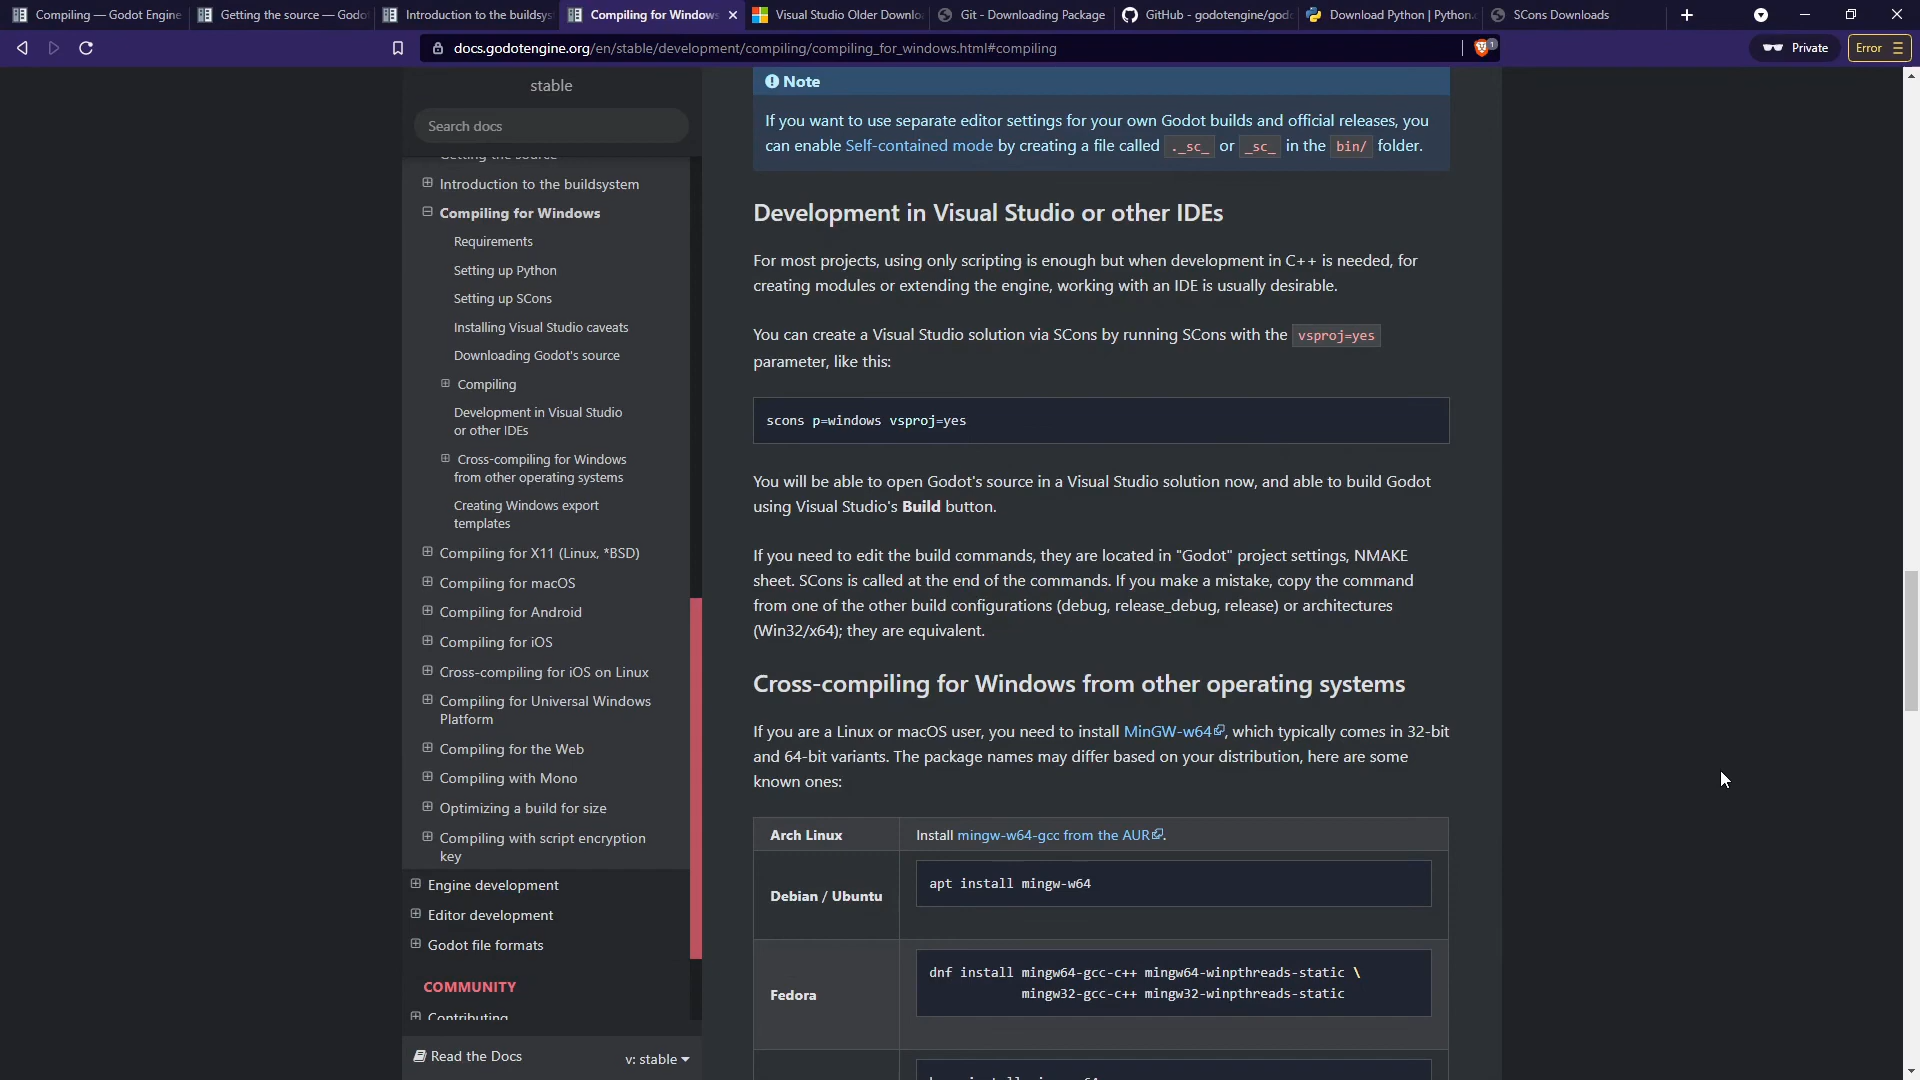 Compiling — Godot Engine
Getting the source — Godo
Introduction to the buildsys
Compiling for Windows
Visual Studio Older Downlo
Git - Downloading Package
GitHub - godotengine/god
Download Python | Python.
SCons Downloads
docs.godotengine.org/en/stable/development/compiling/compiling_for_windows.html#compiling
1
Private
Error
stable
Search docs
Getting the source
Introduction to the buildsystem
Compiling for Windows
Requirements
Setting up Python
Setting up SCons
Installing Visual Studio caveats
Downloading Godot's source
Compiling
Development in Visual Studio
or other IDEs
Cross-compiling for Windows
from other operating systems
Creating Windows export
templates
Compiling for X11 (Linux, *BSD)
Compiling for macOS
Compiling for Android
Compiling for iOS
Cross-compiling for iOS on Linux
Compiling for Universal Windows
Platform
Compiling for the Web
Compiling with Mono
Optimizing a build for size
Compiling with script encryption
key
Engine development
Editor development
Godot file formats
COMMUNITY
Contributing
Read the Docs
v: stable
Note
If you want to use separate editor settings for your own Godot builds and official releases, you
can enable Self-contained mode by creating a file called ._sc_ or _sc_ in the bin/ folder.
Development in Visual Studio or other IDEs
For most projects, using only scripting is enough but when development in C++ is needed, for
creating modules or extending the engine, working with an IDE is usually desirable.
You can create a Visual Studio solution via SCons by running SCons with the vsproj=yes
parameter, like this:
scons p=windows vsproj=yes
You will be able to open Godot's source in a Visual Studio solution now, and able to build Godot
using Visual Studio's Build button.
If you need to edit the build commands, they are located in "Godot" project settings, NMAKE
sheet. SCons is called at the end of the commands. If you make a mistake, copy the command
from one of the other build configurations (debug, release_debug, release) or architectures
(Win32/x64); they are equivalent.
Cross-compiling for Windows from other operating systems
If you are a Linux or macOS user, you need to install MinGW-w64, which typically comes in 32-bit
and 64-bit variants. The package names may differ based on your distribution, here are some
known ones:
Arch Linux
Install mingw-w64-gcc from the AUR.
Debian / Ubuntu
apt install mingw-w64
Fedora
dnf install mingw64-gcc-c++ mingw64-winpthreads-static \
mingw32-gcc-c++ mingw32-winpthreads-static